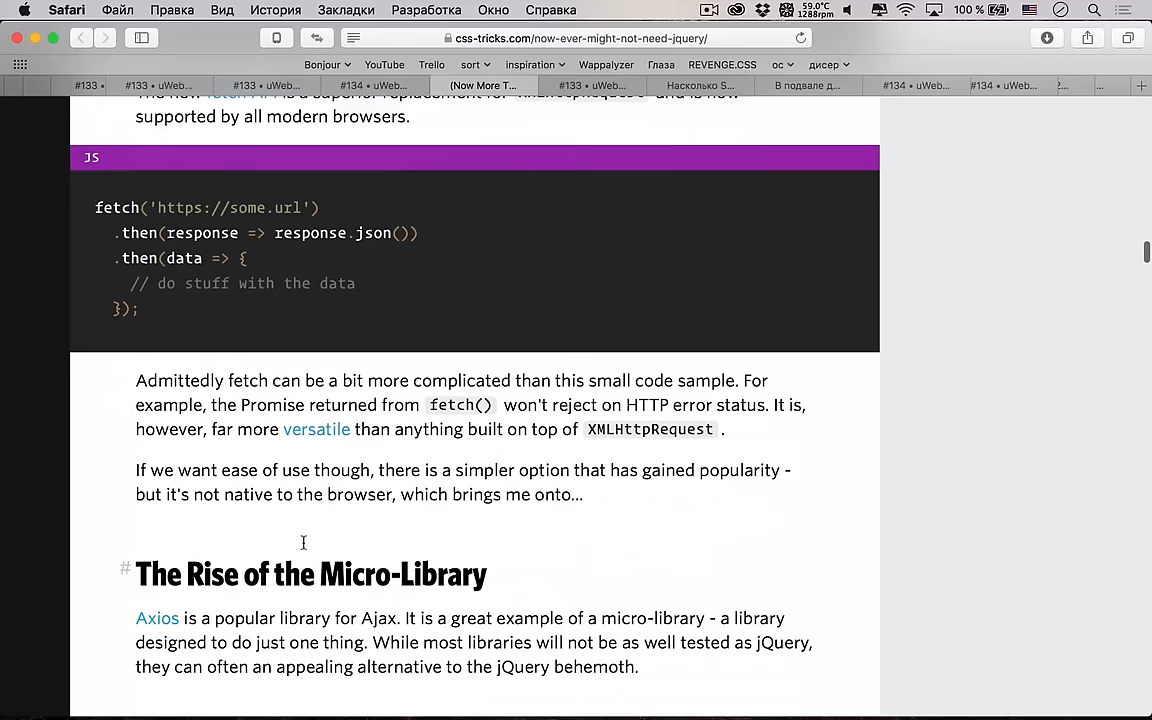 Safari Файл Правка Вид История Закладки Разработка Окно Справка 59.0°C 1288rpm 100 %
css-tricks.com/now-ever-might-not-need-jquery/
Bonjour YouTube Trello sort inspiration Wappalyzer Глаза REVENGE.CSS ос дисер
#133 • #133 • uWeb... #133 • uWeb... #134 • uWeb... (Now More T... #133 • uWeb... Насколько S... В подвале д... #134 • uWeb... #134 • uWeb...
supported by all modern browsers.
JS
fetch('https://some.url')
.then(response => response.json())
.then(data => {
// do stuff with the data
});
Admittedly fetch can be a bit more complicated than this small code sample. For
example, the Promise returned from fetch() won't reject on HTTP error status. It is,
however, far more versatile than anything built on top of XMLHttpRequest .
If we want ease of use though, there is a simpler option that has gained popularity -
but it's not native to the browser, which brings me onto...
# The Rise of the Micro-Library
Axios is a popular library for Ajax. It is a great example of a micro-library - a library
designed to do just one thing. While most libraries will not be as well tested as jQuery,
they can often an appealing alternative to the jQuery behemoth.